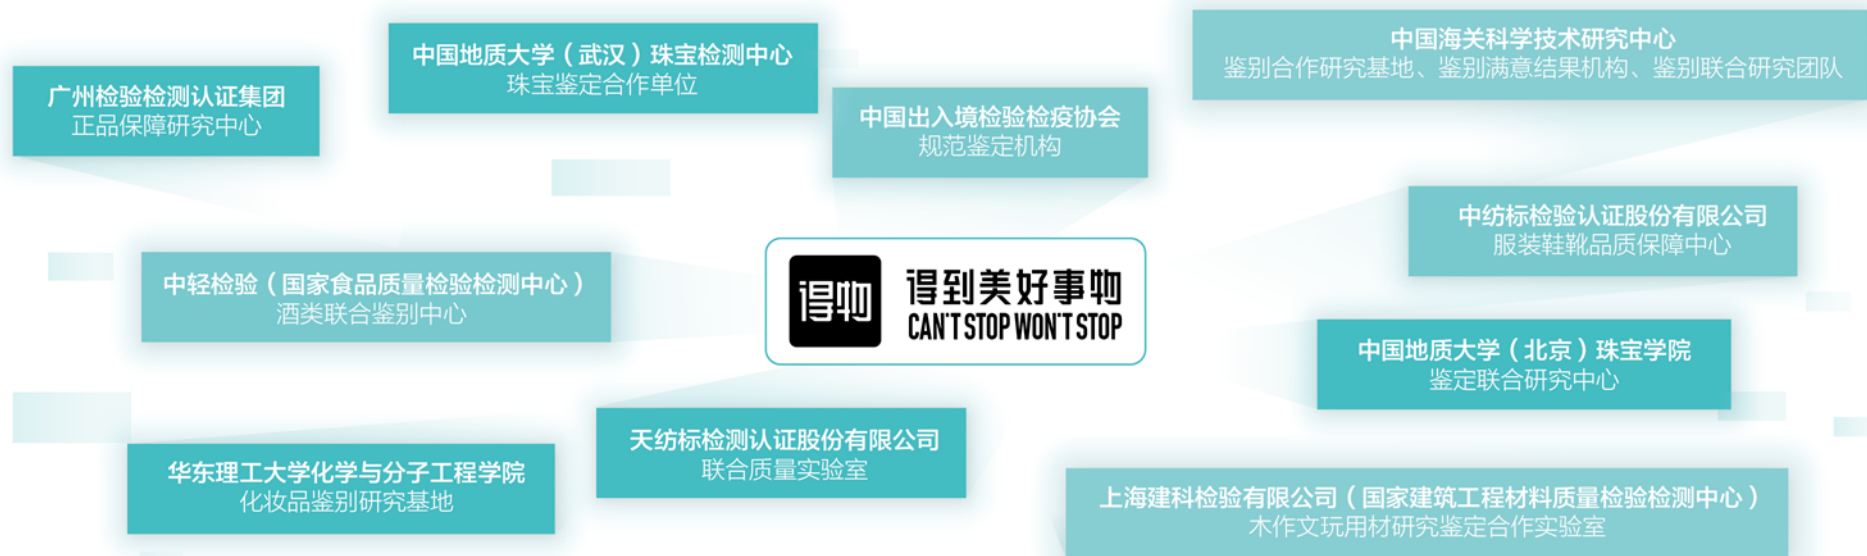 中国地质大学（武汉）珠宝检测中心
珠宝鉴定合作单位
中国海关科学技术研究中心
鉴别合作研究基地、鉴别满意结果机构、鉴别联合研究团队
广州检验检测认证集团
正品保障研究中心
中国出入境检验检疫协会
规范鉴定机构
中纺标检验认证股份有限公司
服装鞋靴品质保障中心
中轻检验（国家食品质量检验检测中心）
酒类联合鉴别中心
得物
得到美好事物
CAN'T STOP WON'T STOP
中国地质大学（北京）珠宝学院
鉴定联合研究中心
天纺标检测认证股份有限公司
联合质量实验室
华东理工大学化学与分子工程学院
化妆品鉴别研究基地
上海建科检验有限公司（国家建筑工程材料质量检验检测中心）
木作文玩用材研究鉴定合作实验室